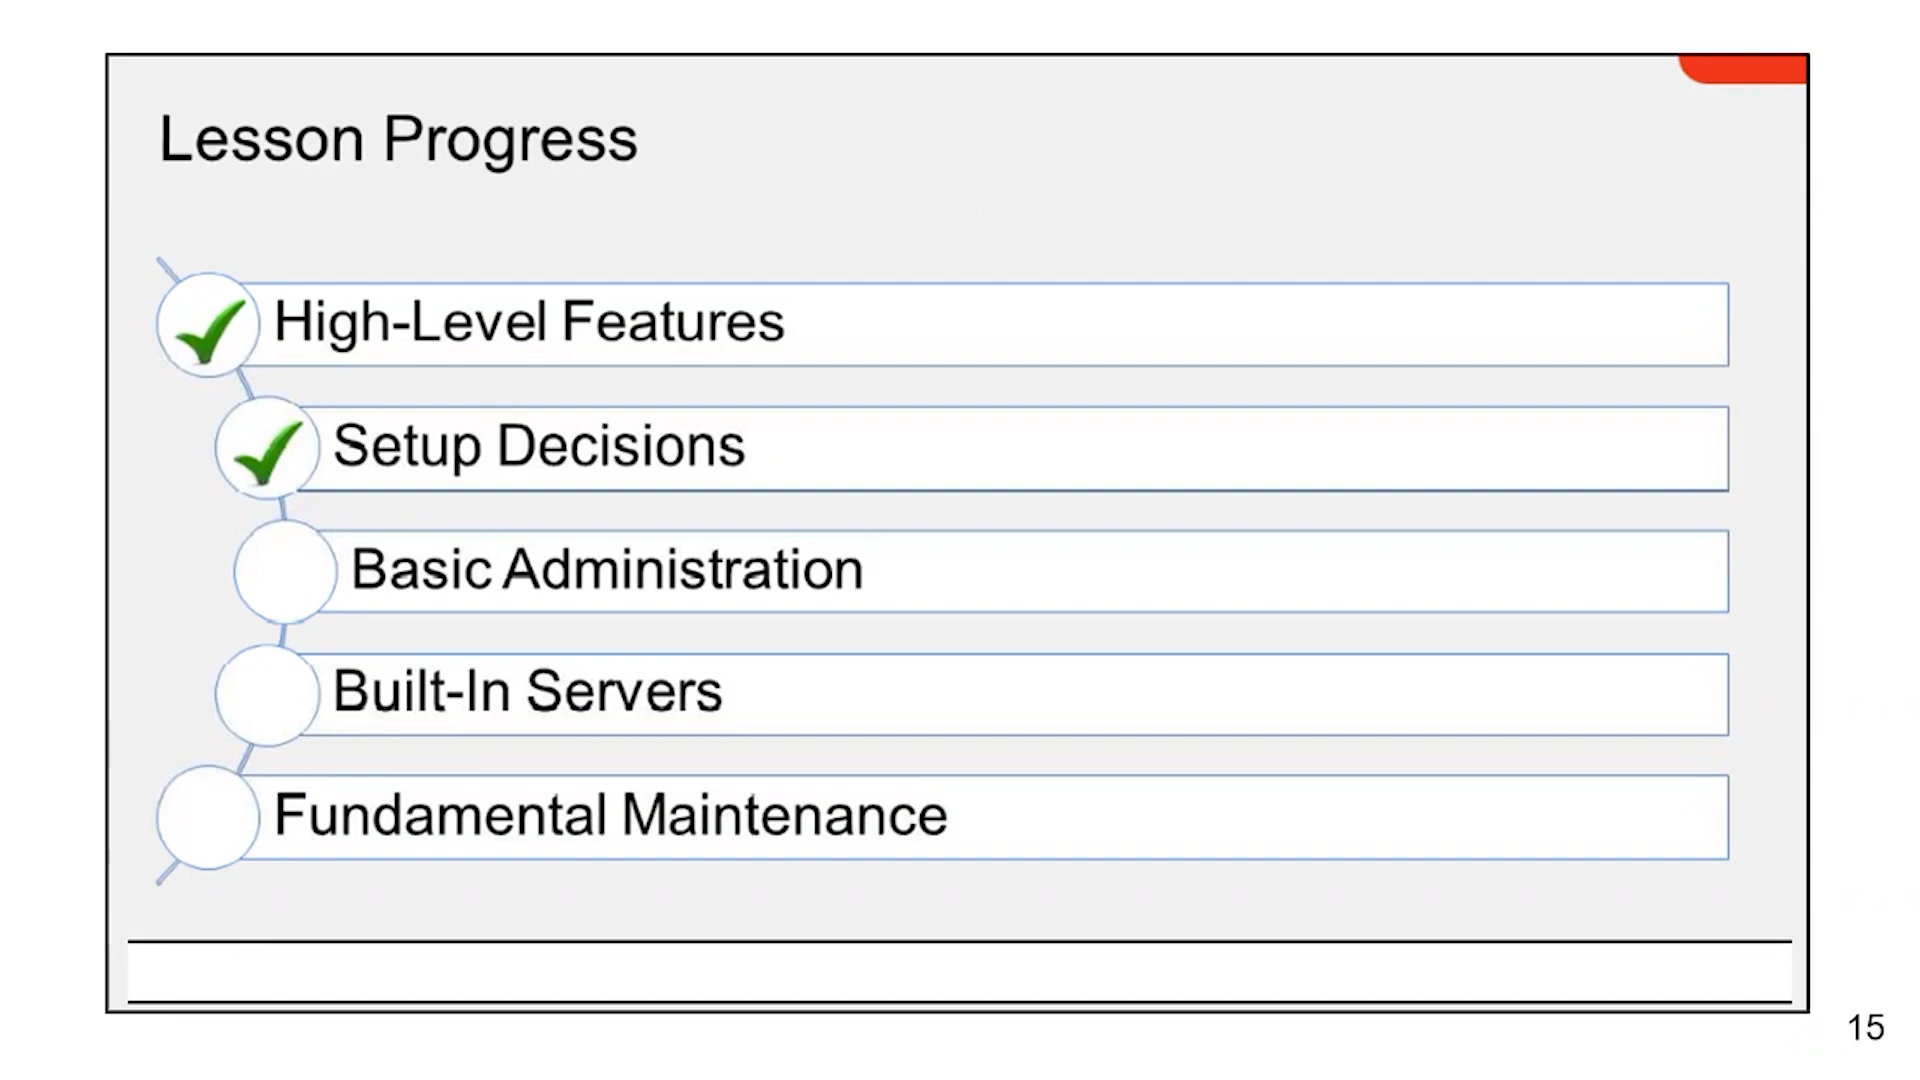 Lesson Progress
High-Level Features
Setup Decisions
Basic Administration
Built-In Servers
Fundamental Maintenance
15